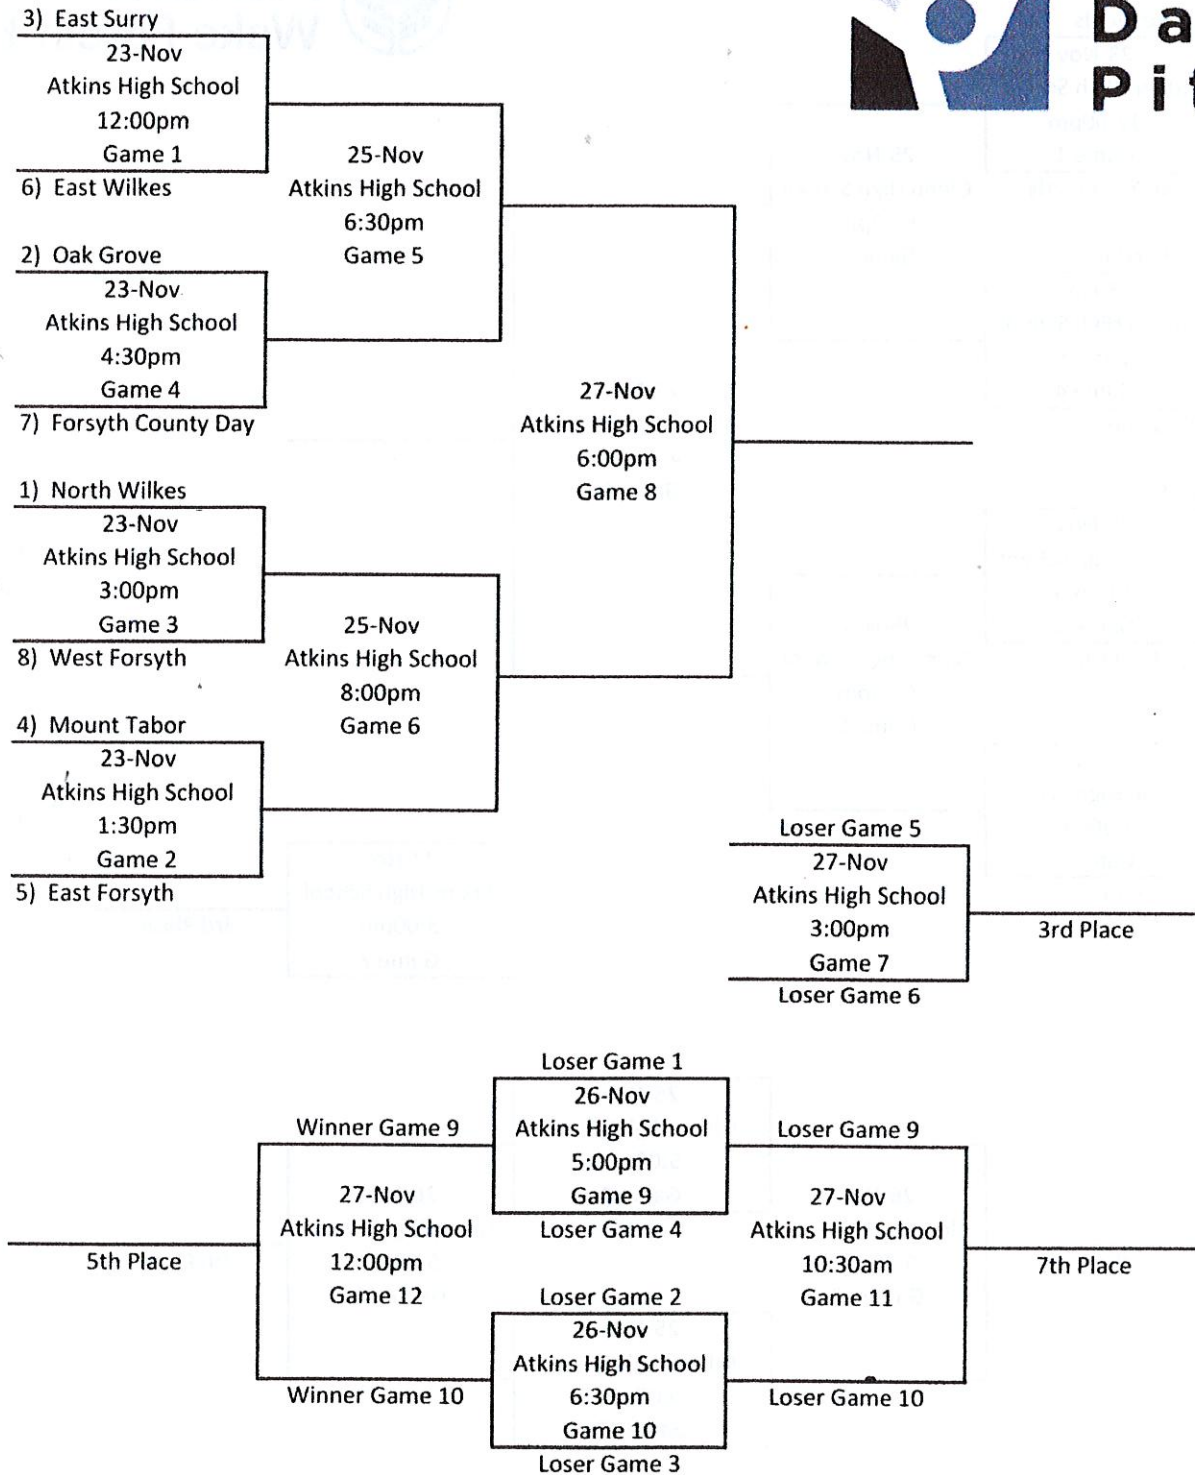 Da
Pi
3) East Surry
23-Nov
Atkins High School
12:00pm
Game 1
6) East Wilkes
25-Nov
Atkins High School
6:30pm
Game 5
2) Oak Grove
23-Nov
Atkins High School
4:30pm
Game 4
7) Forsyth County Day
27-Nov
Atkins High School
6:00pm
Game 8
1) North Wilkes
23-Nov
Atkins High School
3:00pm
Game 3
8) West Forsyth
25-Nov
Atkins High School
8:00pm
Game 6
4) Mount Tabor
23-Nov
Atkins High School
1:30pm
Game 2
5) East Forsyth
Loser Game 5
27-Nov
Atkins High School
3:00pm
Game 7
Loser Game 6
3rd Place
Loser Game 1
26-Nov
Atkins High School
5:00pm
Game 9
Loser Game 4
Winner Game 9
27-Nov
Atkins High School
12:00pm
Game 12
Winner Game 10
5th Place
Loser Game 9
27-Nov
Atkins High School
10:30am
Game 11
Loser Game 10
7th Place
Loser Game 2
26-Nov
Atkins High School
6:30pm
Game 10
Loser Game 3